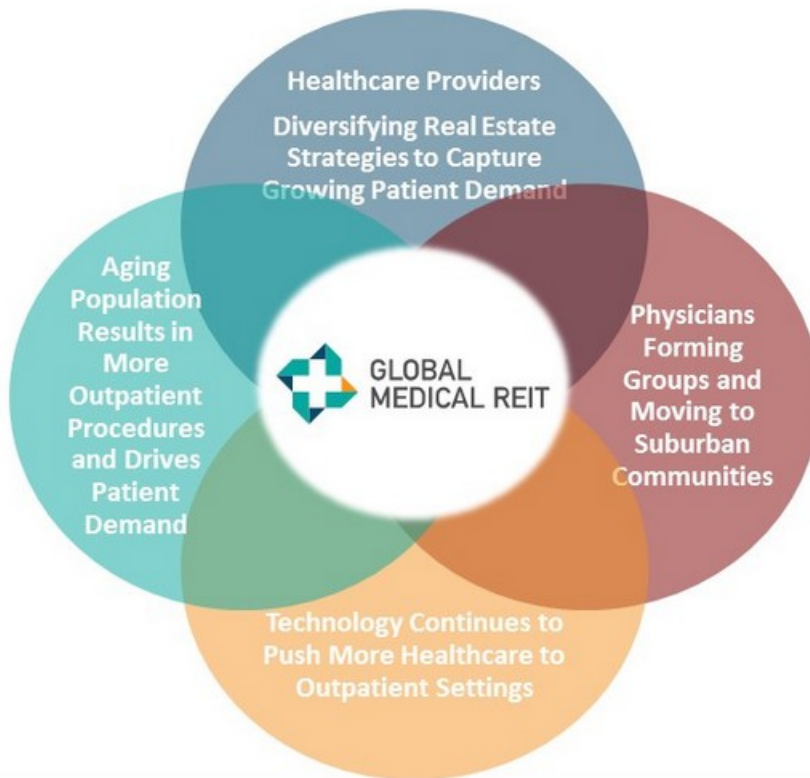 Healthcare Providers
Diversifying Real Estate
Strategies to Capture
Growing Patient Demand
Aging
Population
Results in
More
Outpatient
Procedures
and Drives
Patient
Demand
GLOBAL
MEDICAL REIT
Physicians
Forming
Groups and
Moving to
Suburban
Communities
Technology Continues to
Push More Healthcare to
Outpatient Settings